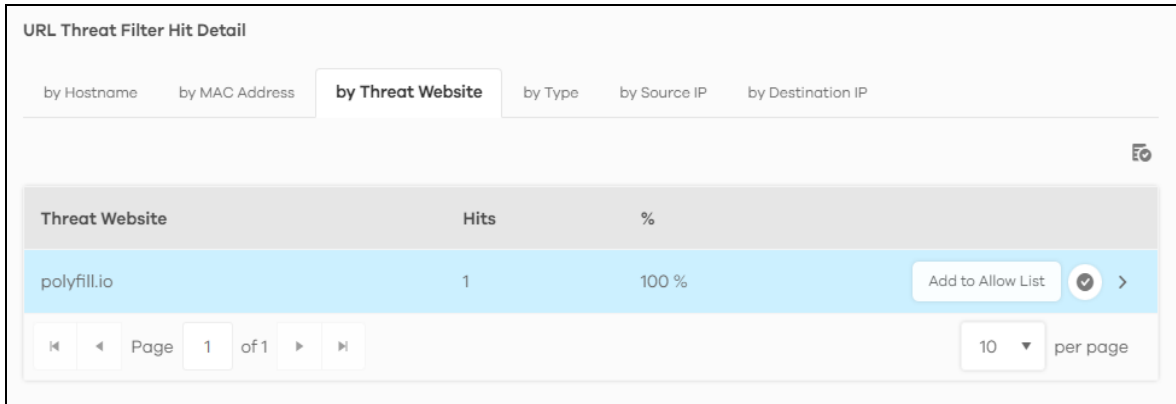 URL Threat Filter Hit Detail
by Hostname by MAC Address by Threat Website by Type by Source IP by Destination IP
Threat Website Hits %
polyfill.io 1 100 % Add to Allow List
Page 1 of 1 10 per page